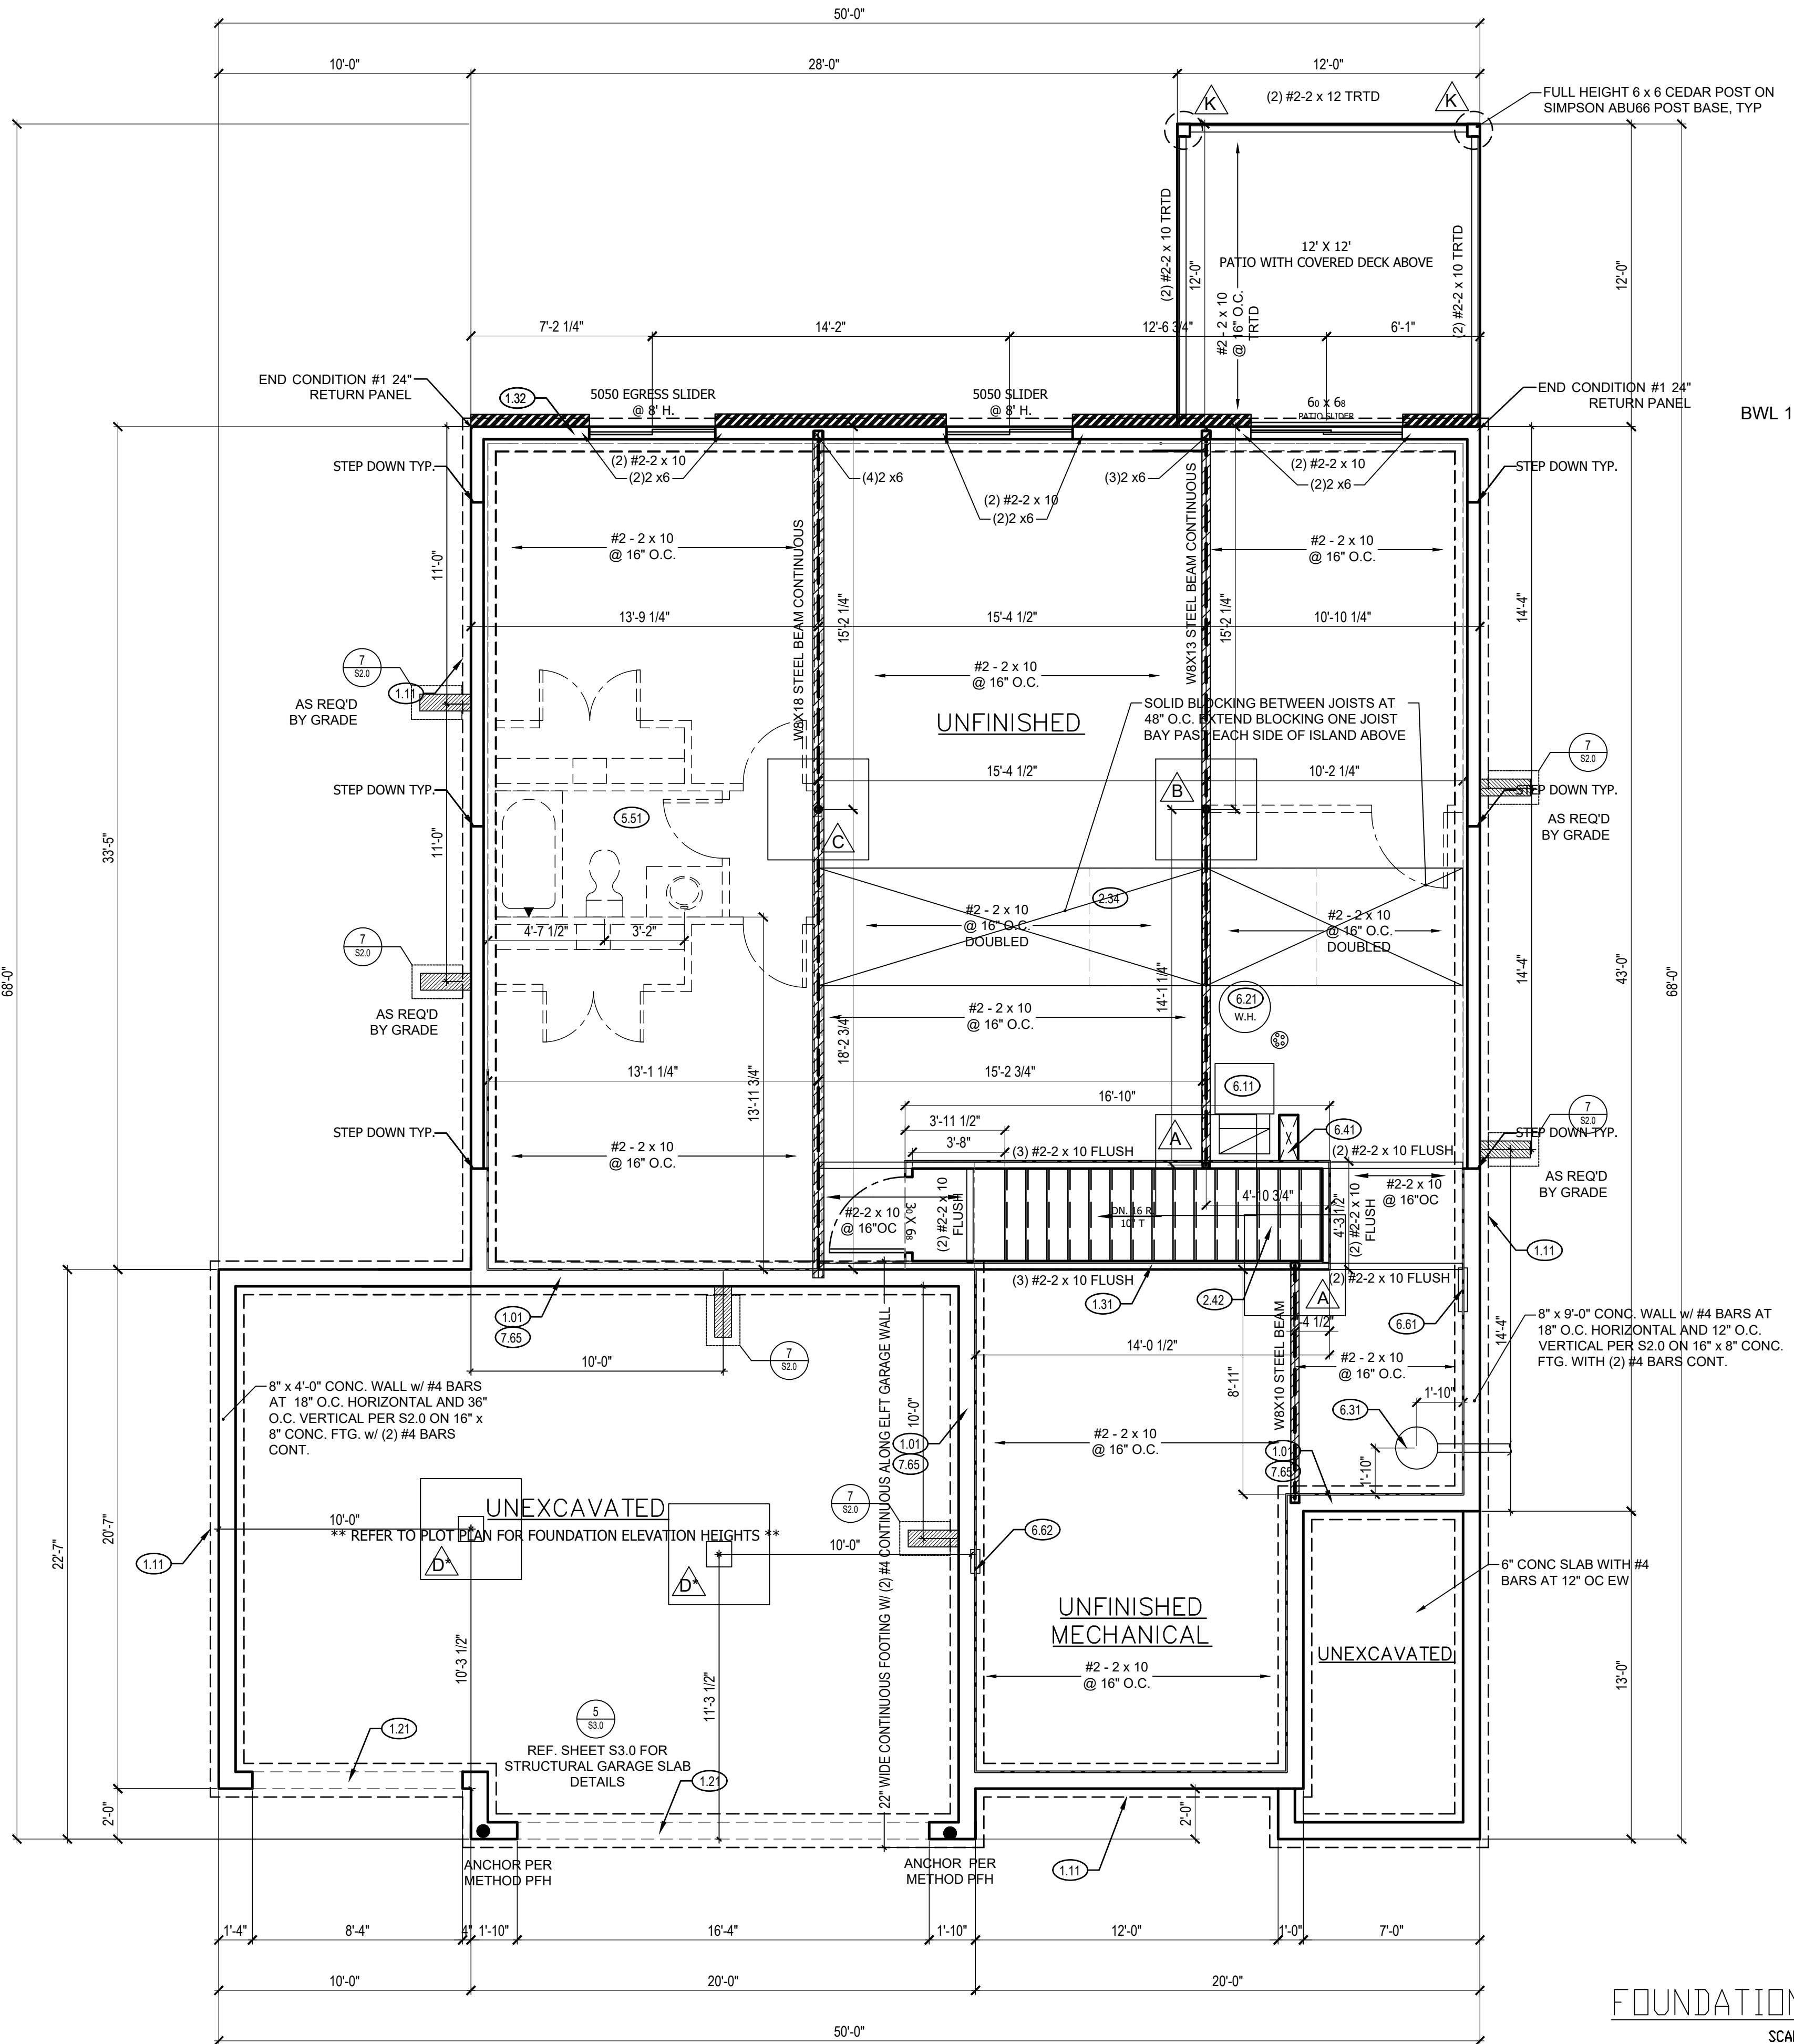 50'-0"
10'-0"
28'-0"
12'-0"
K
(2) #2-2 x 12 TRTD
K
FULL HEIGHT 6 x 6 CEDAR POST ON
SIMPSON ABU66 POST BASE, TYP
(2) #2-2 x 10 TRTD
12'-0"
#2 - 2 x 10
@ 16" O.C.
TRTD
12' X 12'
PATIO WITH COVERED DECK ABOVE
(2) #2-2 x 10 TRTD
12'-0"
7'-2 1/4"
14'-2"
12'-6 3/4"
6'-1"
END CONDITION #1 24"
RETURN PANEL
1.32
5050 EGRESS SLIDER
@ 8' H.
5050 SLIDER
@ 8' H.
60 x 68
PATIO SLIDER
END CONDITION #1 24"
RETURN PANEL
BWL 1
STEP DOWN TYP.
(2) #2-2 x 10
(2)2 x6
(4)2 x6
(2) #2-2 x 10
(2)2 x6
(3)2 x6
(2) #2-2 x 10
(2)2 x6
STEP DOWN TYP.
11'-0"
#2 - 2 x 10
@ 16" O.C.
W8X18 STEEL BEAM CONTINUOUS
15'-2 1/4"
W8X13 STEEL BEAM CONTINUOUS
15'-2 1/4"
#2 - 2 x 10
@ 16" O.C.
14'-4"
13'-9 1/4"
15'-4 1/2"
10'-10 1/4"
7
S2.0
1.11
AS REQ'D
BY GRADE
#2 - 2 x 10
@ 16" O.C.
UNFINISHED
SOLID BLOCKING BETWEEN JOISTS AT
48" O.C. EXTEND BLOCKING ONE JOIST
BAY PAST EACH SIDE OF ISLAND ABOVE
7
S2.0
STEP DOWN TYP.
15'-4 1/2"
10'-2 1/4"
STEP DOWN TYP.
AS REQ'D
BY GRADE
5.51
C
B
33'-5"
11'-0"
2.34
#2 - 2 x 10
@ 16" O.C.
DOUBLED
#2 - 2 x 10
@ 16" O.C.
DOUBLED
7
S2.0
4'-7 1/2"
3'-2"
68'-0"
AS REQ'D
BY GRADE
18'-2 3/4"
#2 - 2 x 10
@ 16" O.C.
14'-1 1/4"
6.21
W.H.
14'-4"
43'-0"
68'-0"
13'-1 1/4"
13'-11 3/4"
15'-2 3/4"
6.11
16'-10"
7
S2.0
STEP DOWN TYP.
#2 - 2 x 10
@ 16" O.C.
3'-11 1/2"
3'-8"
(3) #2-2 x 10 FLUSH
A
6.41
(2) #2-2 x 10 FLUSH
STEP DOWN TYP.
AS REQ'D
BY GRADE
#2-2 x 10
@ 16"OC
30 X 68
(2) #2-2 x 10
FLUSH
DN. 16 R.
10" T
4'-10 3/4"
4'-3 1/2"
(2) #2-2 x 10
FLUSH
#2-2 x 10
@ 16"OC
1.11
(3) #2-2 x 10 FLUSH
1.31
2.42
A
(2) #2-2 x 10 FLUSH
6.61
1.01
7.65
7
S2.0
10'-0"
14'-0 1/2"
8'-11"
W8X10 STEEL BEAM
#2 - 2 x 10
@ 16" O.C.
14'-4"
8" x 9'-0" CONC. WALL w/ #4 BARS AT
18" O.C. HORIZONTAL AND 12" O.C.
VERTICAL PER S2.0 ON 16" x 8" CONC.
FTG. WITH (2) #4 BARS CONT.
8" x 4'-0" CONC. WALL w/ #4 BARS
AT 18" O.C. HORIZONTAL AND 36"
O.C. VERTICAL PER S2.0 ON 16" x
8" CONC. FTG. w/ (2) #4 BARS
CONT.
22" WIDE CONTINUOUS FOOTING W/ (2) #4 CONTINUOUS ALONG ELFT GARAGE WALL
10'-0"
1.01
7.65
#2 - 2 x 10
@ 16" O.C.
1.01
7.65
6.31
1'-10"
1'-10"
UNEXCAVATED
** REFER TO PLOT PLAN FOR FOUNDATION ELEVATION HEIGHTS **
10'-0"
D*
D*
10'-0"
7
S2.0
6.62
1.11
22'-7"
20'-7"
6" CONC SLAB WITH #4
BARS AT 12" OC EW
UNFINISHED
MECHANICAL
#2 - 2 x 10
@ 16" O.C.
UNEXCAVATED
13'-0"
10'-3 1/2"
11'-3 1/2"
5
S3.0
REF. SHEET S3.0 FOR
STRUCTURAL GARAGE SLAB
DETAILS
1.21
1.21
2'-0"
2'-0"
ANCHOR PER
METHOD PFH
ANCHOR PER
METHOD PFH
1.11
1'-4"
8'-4"
4"
1'-10"
16'-4"
1'-10"
12'-0"
1'-0"
7'-0"
10'-0"
20'-0"
20'-0"
50'-0"
FOUNDATION